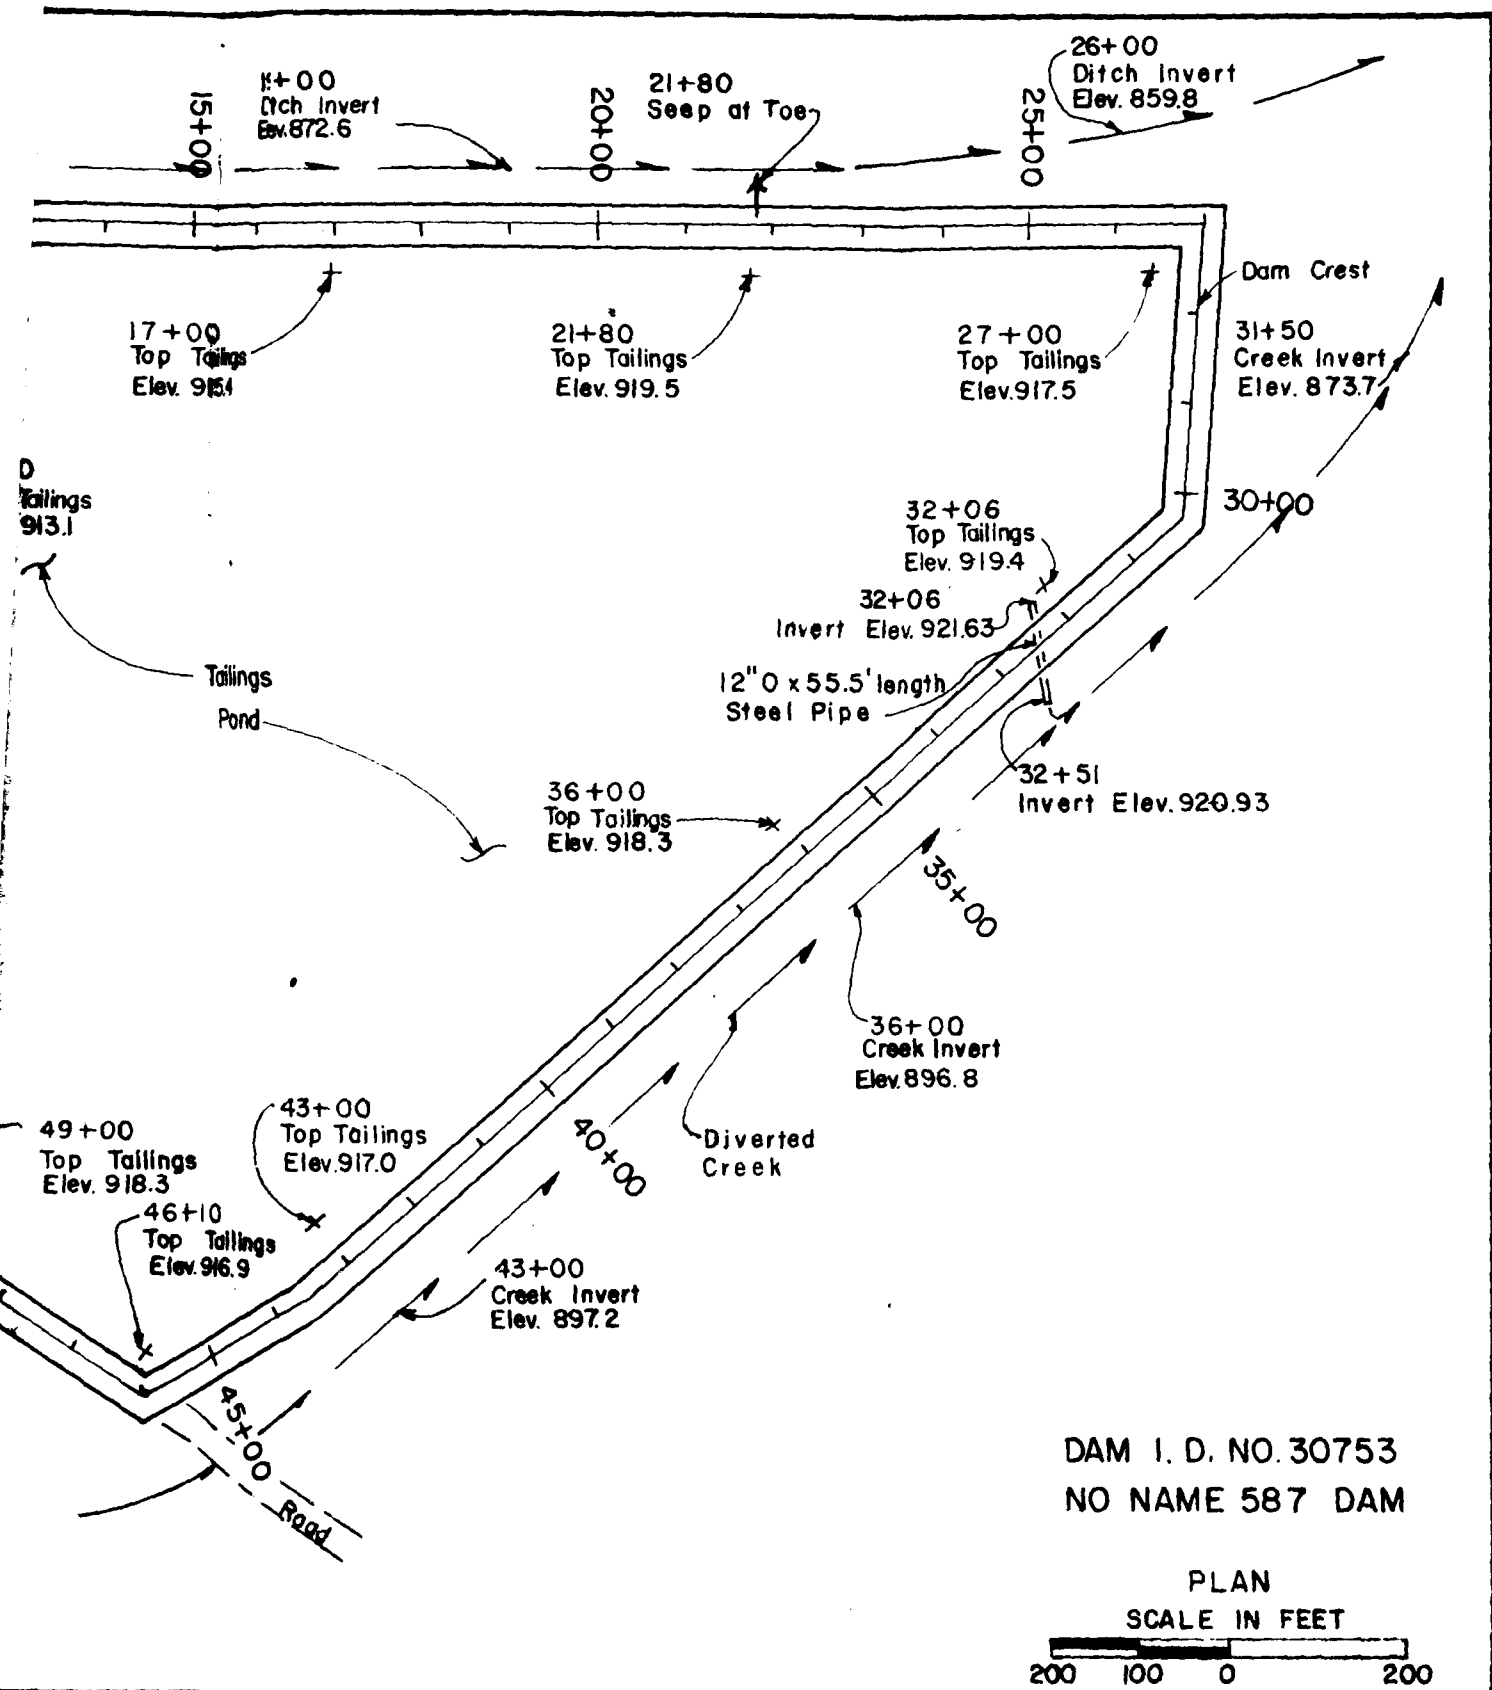 15+00
Invert
872.6
20+00
21+80
Seep at Toe
25+00
26+00
Ditch Invert
Elev. 859.8
Dam Crest
17+00
Top Tailings
Elev.
21+80
Top Tailings
Elev. 919.5
27+00
Top Tailings
Elev. 917.5
31+50
Creek Invert
Elev. 873.7
Tailings
913.1
30+00
32+06
Top Tailings
Elev. 919.4
32+06
Invert Elev. 921.63
12"O x 55.5' length
Steel Pipe
Tailings
Pond
32+51
Invert Elev. 920.93
36+00
Top Tailings
Elev. 918.3
35+00
36+00
Creek Invert
Elev. 896.8
40+00
Diverted
Creek
43+00
Top Tailings
Elev. 917.0
49+00
Top Tailings
Elev. 918.3
46+10
Top Tailings
Elev. 916.9
43+00
Creek Invert
Elev. 897.2
45+00
Road
DAM I. D. NO. 30753
NO NAME 587 DAM
PLAN
SCALE IN FEET
200 100 0 200